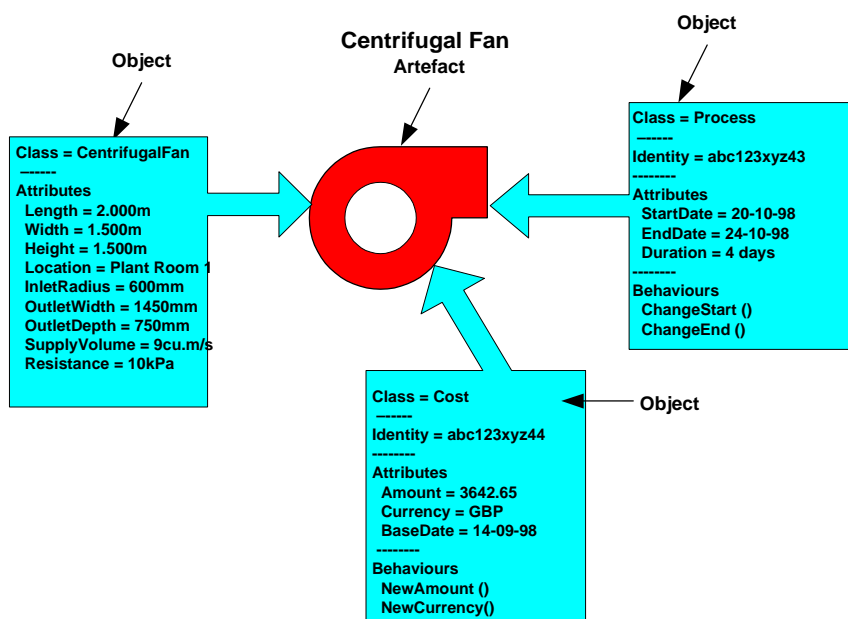 Centrifugal Fan
Artefact
Object
Class = CentrifugalFan
-------
Attributes
Length = 2.000m
Width = 1.500m
Height = 1.500m
Location = Plant Room 1
InletRadius = 600mm
OutletWidth = 1450mm
OutletDepth = 750mm
SupplyVolume = 9cu.m/s
Resistance = 10kPa
Object
Class = Process
-------
Identity = abc123xyz43
--------
Attributes
StartDate = 20-10-98
EndDate = 24-10-98
Duration = 4 days
--------
Behaviours
ChangeStart ()
ChangeEnd ()
Object
Class = Cost
-------
Identity = abc123xyz44
--------
Attributes
Amount = 3642.65
Currency = GBP
BaseDate = 14-09-98
--------
Behaviours
NewAmount ()
NewCurrency()